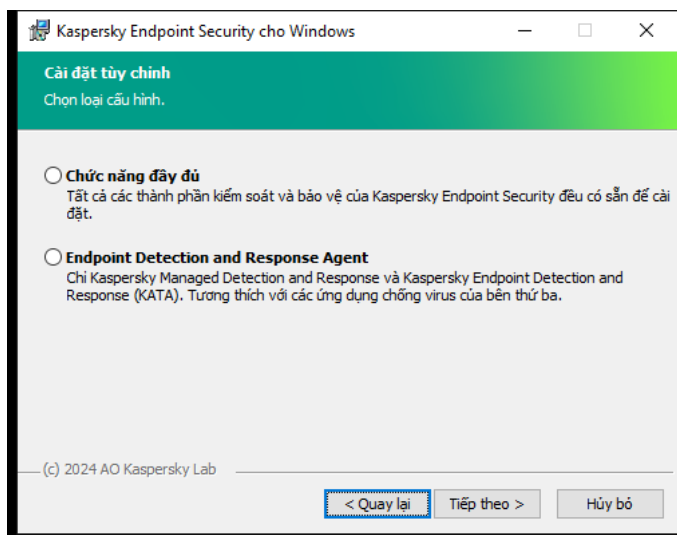 Kaspersky Endpoint Security cho Windows
Cài đặt tùy chỉnh
Chọn loại cấu hình.
Chức năng đầy đủ
Tất cả các thành phần kiểm soát và bảo vệ của Kaspersky Endpoint Security đều có sẵn để cài
đặt.
Endpoint Detection and Response Agent
Chỉ Kaspersky Managed Detection and Response và Kaspersky Endpoint Detection and
Response (KATA). Tương thích với các ứng dụng chống virus của bên thứ ba.
(c) 2024 AO Kaspersky Lab
< Quay lại
Tiếp theo >
Hủy bỏ